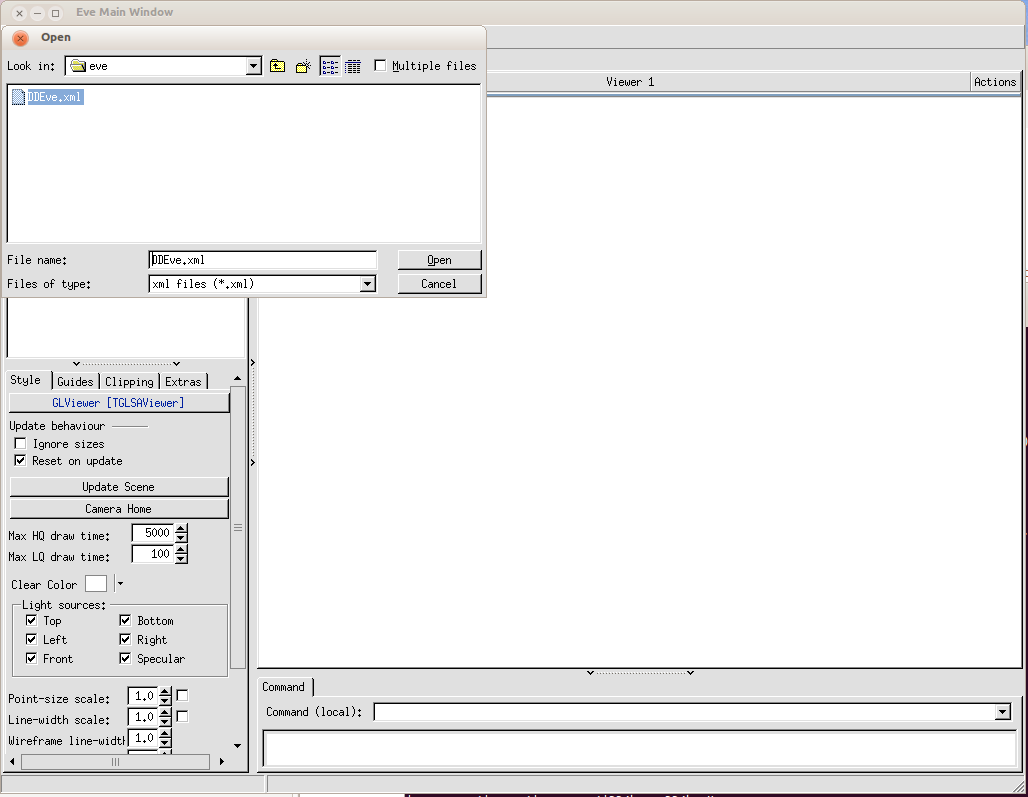 Eve Main Window
Open
Look in: eve Multiple files
Viewer 1 Actions
DDEve.xml
File name: DDEve.xml Open
Files of type: xml files (*.xml) Cancel
Style Guides Clipping Extras
GLViewer [TGLSAViewer]
Update behaviour
Ignore sizes
Reset on update
Update Scene
Camera Home
Max HQ draw time: 5000
Max LQ draw time: 100
Clear Color
Light sources:
Top Bottom
Left Right
Front Specular
Point-size scale: 1.0
Line-width scale: 1.0
Wireframe line-width 1.0
Command
Command (local):